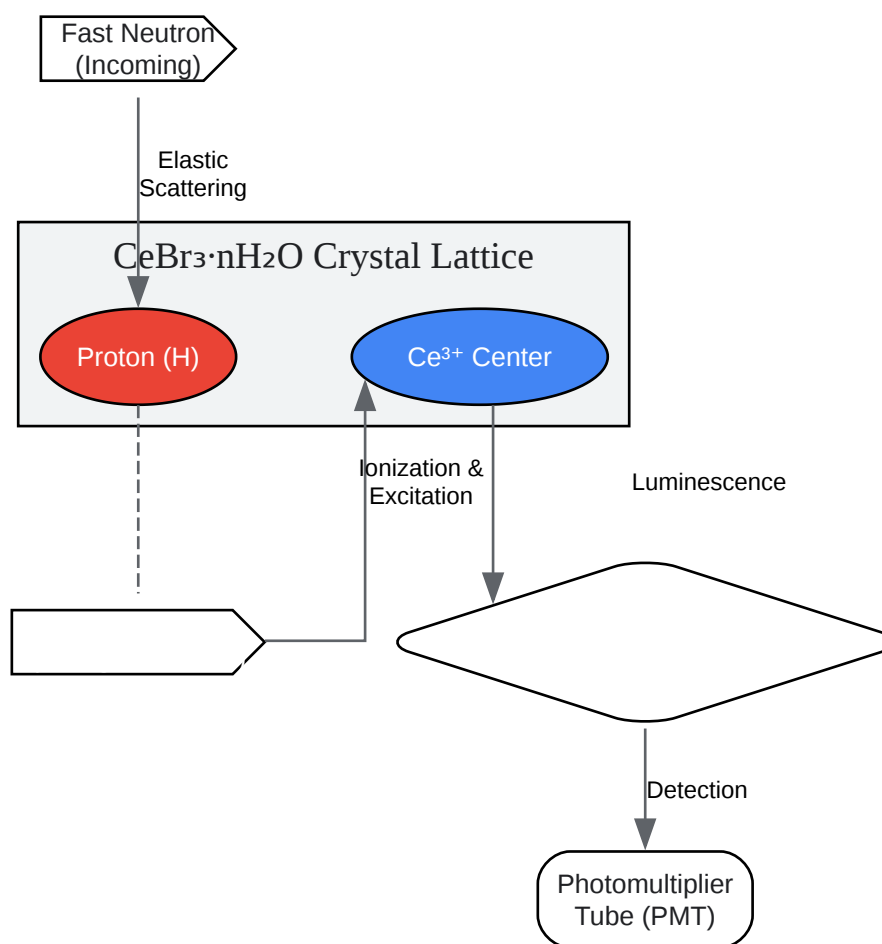 Fast Neutron
(Incoming)
Elastic
Scattering
CeBr₃·nH₂O Crystal Lattice
Proton (H)
Ce³⁺ Center
Ionization &
Excitation
Luminescence
Detection
Photomultiplier
Tube (PMT)